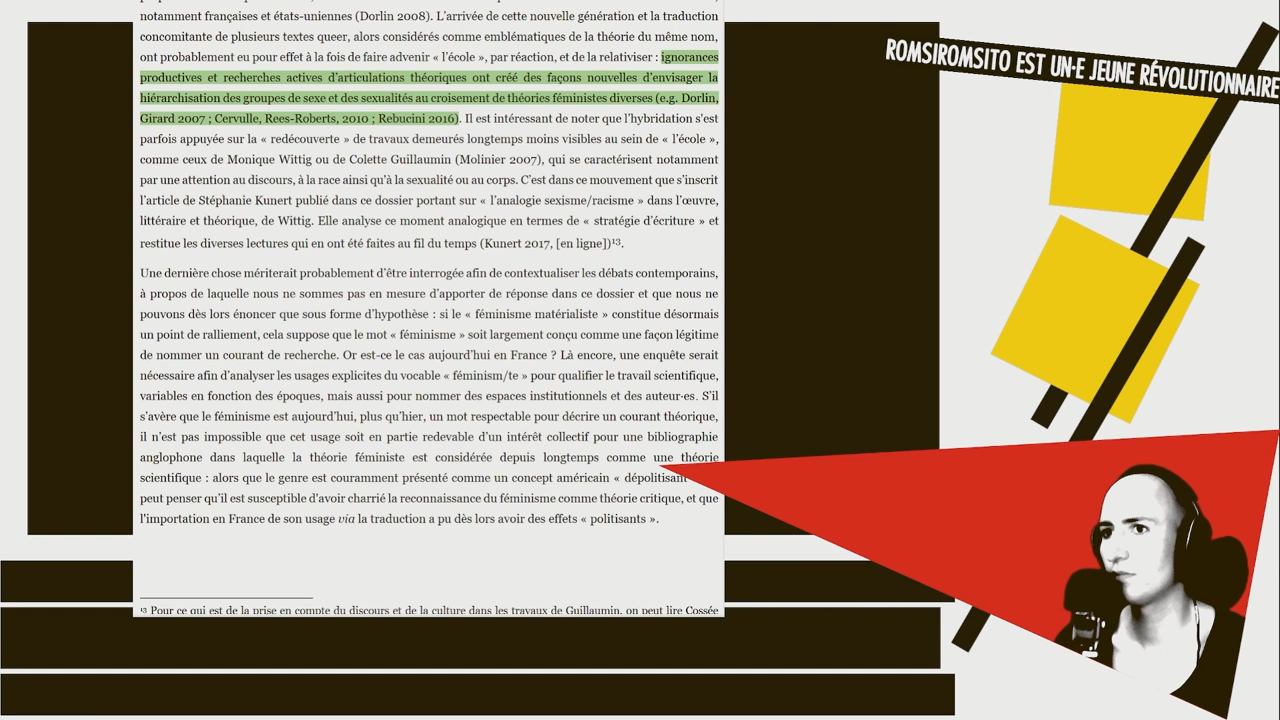 notamment françaises et états-uniennes (Dorlin 2008). L'arrivée de cette nouvelle génération et la traduction
concomitante de plusieurs textes queer, alors considérés comme emblématiques de la théorie du même nom,
ont probablement eu pour effet à la fois de faire advenir « l'école », par réaction, et de la relativiser : ignorances
productives et recherches actives d'articulations théoriques ont créé des façons nouvelles d'envisager la
hiérarchisation des groupes de sexe et des sexualités au croisement de théories féministes diverses (e.g. Dorlin,
Girard 2007 ; Cervulle, Rees-Roberts, 2010 ; Rebucini 2016). Il est intéressant de noter que l'hybridation s'est
parfois appuyée sur la « redécouverte » de travaux demeurés longtemps moins visibles au sein de « l'école »,
comme ceux de Monique Wittig ou de Colette Guillaumin (Molinier 2007), qui se caractérisent notamment
par une attention au discours, à la race ainsi qu'à la sexualité ou au corps. C'est dans ce mouvement que s'inscrit
l'article de Stéphanie Kunert publié dans ce dossier portant sur « l'analogie sexisme/racisme » dans l'œuvre,
littéraire et théorique, de Wittig. Elle analyse ce moment analogique en termes de « stratégie d'écriture » et
restitue les diverses lectures qui en ont été faites au fil du temps (Kunert 2017, [en ligne])¹³.
Une dernière chose mériterait probablement d'être interrogée afin de contextualiser les débats contemporains,
à propos de laquelle nous ne sommes pas en mesure d'apporter de réponse dans ce dossier et que nous ne
pouvons dès lors énoncer que sous forme d'hypothèse : si le « féminisme matérialiste » constitue désormais
un point de ralliement, cela suppose que le mot « féminisme » soit largement conçu comme une façon légitime
de nommer un courant de recherche. Or est-ce le cas aujourd'hui en France ? Là encore, une enquête serait
nécessaire afin d'analyser les usages explicites du vocable « féminism/te » pour qualifier le travail scientifique,
variables en fonction des époques, mais aussi pour nommer des espaces institutionnels et des auteur·es. S'il
s'avère que le féminisme est aujourd'hui, plus qu'hier, un mot respectable pour décrire un courant théorique,
il n'est pas impossible que cet usage soit en partie redevable d'un intérêt collectif pour une bibliographie
anglophone dans laquelle la théorie féministe est considérée depuis longtemps comme une théorie
scientifique : alors que le genre est couramment présenté comme un concept américain « dépolitisant
peut penser qu'il est susceptible d'avoir charrié la reconnaissance du féminisme comme théorie critique, et que
l'importation en France de son usage via la traduction a pu dès lors avoir des effets « politisants ».
¹³ Pour ce qui est de la prise en compte du discours et de la culture dans les travaux de Guillaumin, on peut lire Cossée
ROMSIROMSITO EST UN·E JEUNE RÉVOLUTIONNAIRE